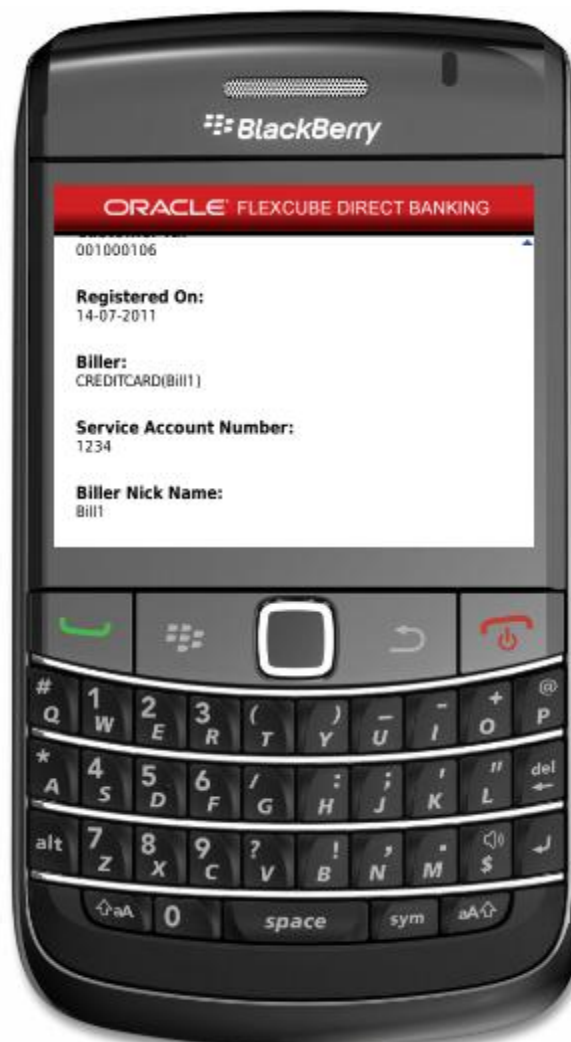 BlackBerry
ORACLE FLEXCUBE DIRECT BANKING
001000106
Registered On:
14-07-2011
Biller:
CREDITCARD(Bill1)
Service Account Number:
1234
Biller Nick Name:
Bill1
# 1 2 3 ( ) _ - + @
Q W E R T Y U I O P
* 4 5 6 / : ; ' " del
A S D F G H J K L
alt 7 8 9 ? ! , . $
Z X C V B N M
aA 0 space sym aA